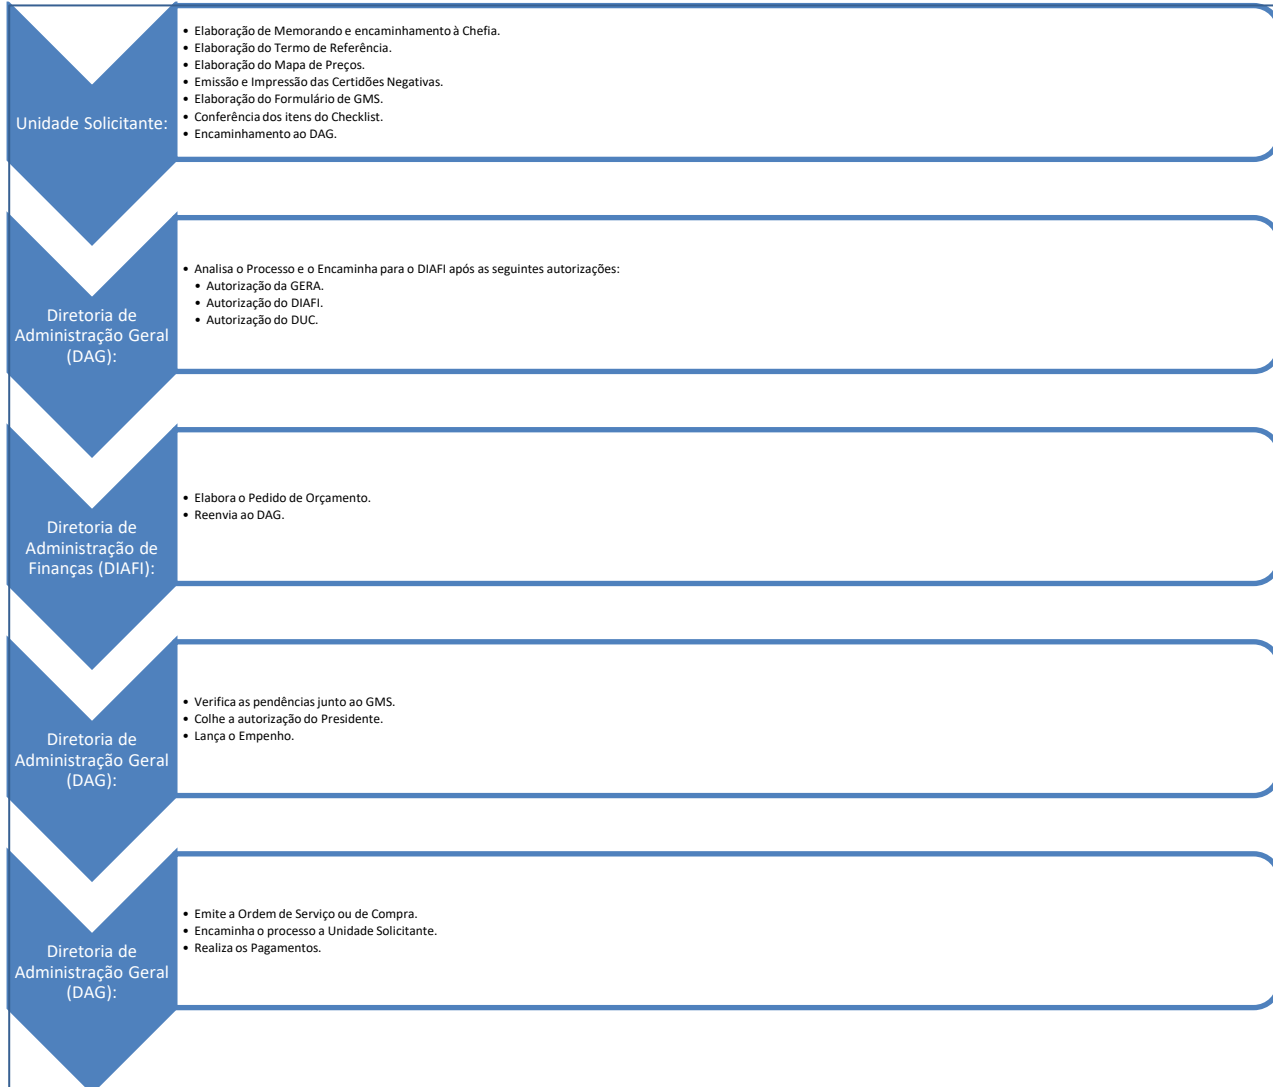 Unidade Solicitante:
• Elaboração de Memorando e encaminhamento à Chefia.
• Elaboração do Termo de Referência.
• Elaboração do Mapa de Preços.
• Emissão e Impressão das Certidões Negativas.
• Elaboração do Formulário de GMS.
• Conferência dos itens do Checklist.
• Encaminhamento ao DAG.
Diretoria de
Administração Geral
(DAG):
• Analisa o Processo e o Encaminha para o DIAFI após as seguintes autorizações:
• Autorização da GERA.
• Autorização do DIAFI.
• Autorização do DUC.
Diretoria de
Administração de
Finanças (DIAFI):
• Elabora o Pedido de Orçamento.
• Reenvia ao DAG.
Diretoria de
Administração Geral
(DAG):
• Verifica as pendências junto ao GMS.
• Colhe a autorização do Presidente.
• Lança o Empenho.
Diretoria de
Administração Geral
(DAG):
• Emite a Ordem de Serviço ou de Compra.
• Encaminha o processo a Unidade Solicitante.
• Realiza os Pagamentos.